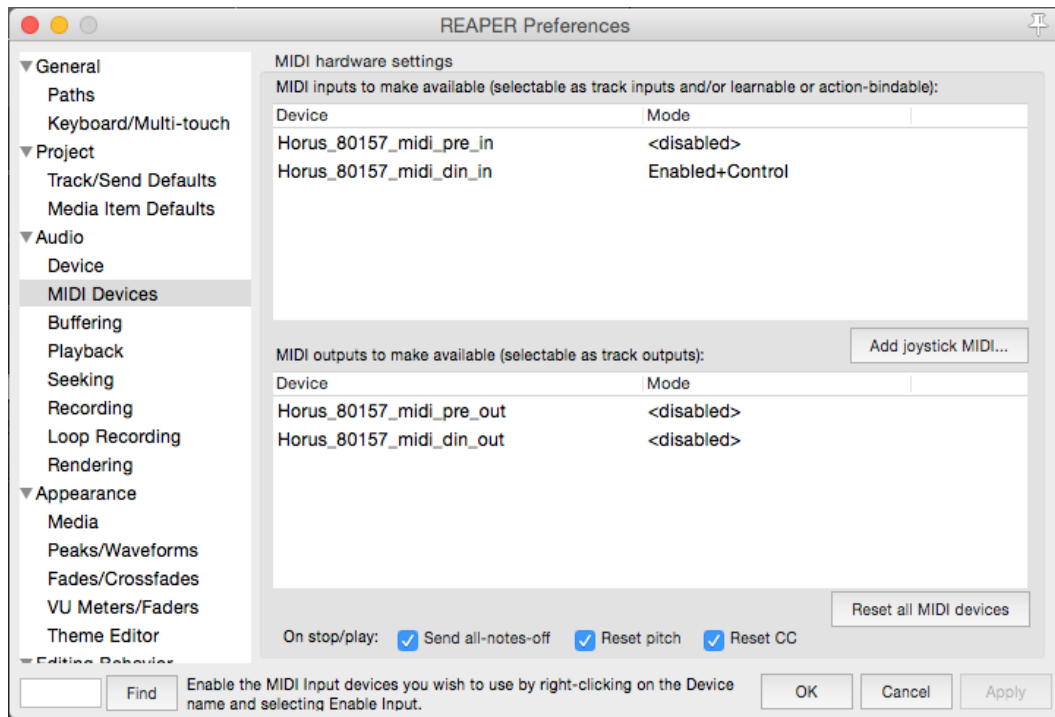 REAPER Preferences
General
Paths
Keyboard/Multi-touch
Project
Track/Send Defaults
Media Item Defaults
Audio
Device
MIDI Devices
Buffering
Playback
Seeking
Recording
Loop Recording
Rendering
Appearance
Media
Peaks/Waveforms
Fades/Crossfades
VU Meters/Faders
Theme Editor
Editing Behavior
Find
MIDI hardware settings
MIDI inputs to make available (selectable as track inputs and/or learnable or action-bindable):
Device Mode
Horus_80157_midi_pre_in <disabled>
Horus_80157_midi_din_in Enabled+Control
Add joystick MIDI...
MIDI outputs to make available (selectable as track outputs):
Device Mode
Horus_80157_midi_pre_out <disabled>
Horus_80157_midi_din_out <disabled>
Reset all MIDI devices
On stop/play: Send all-notes-off Reset pitch Reset CC
Enable the MIDI Input devices you wish to use by right-clicking on the Device
name and selecting Enable Input.
OK Cancel Apply